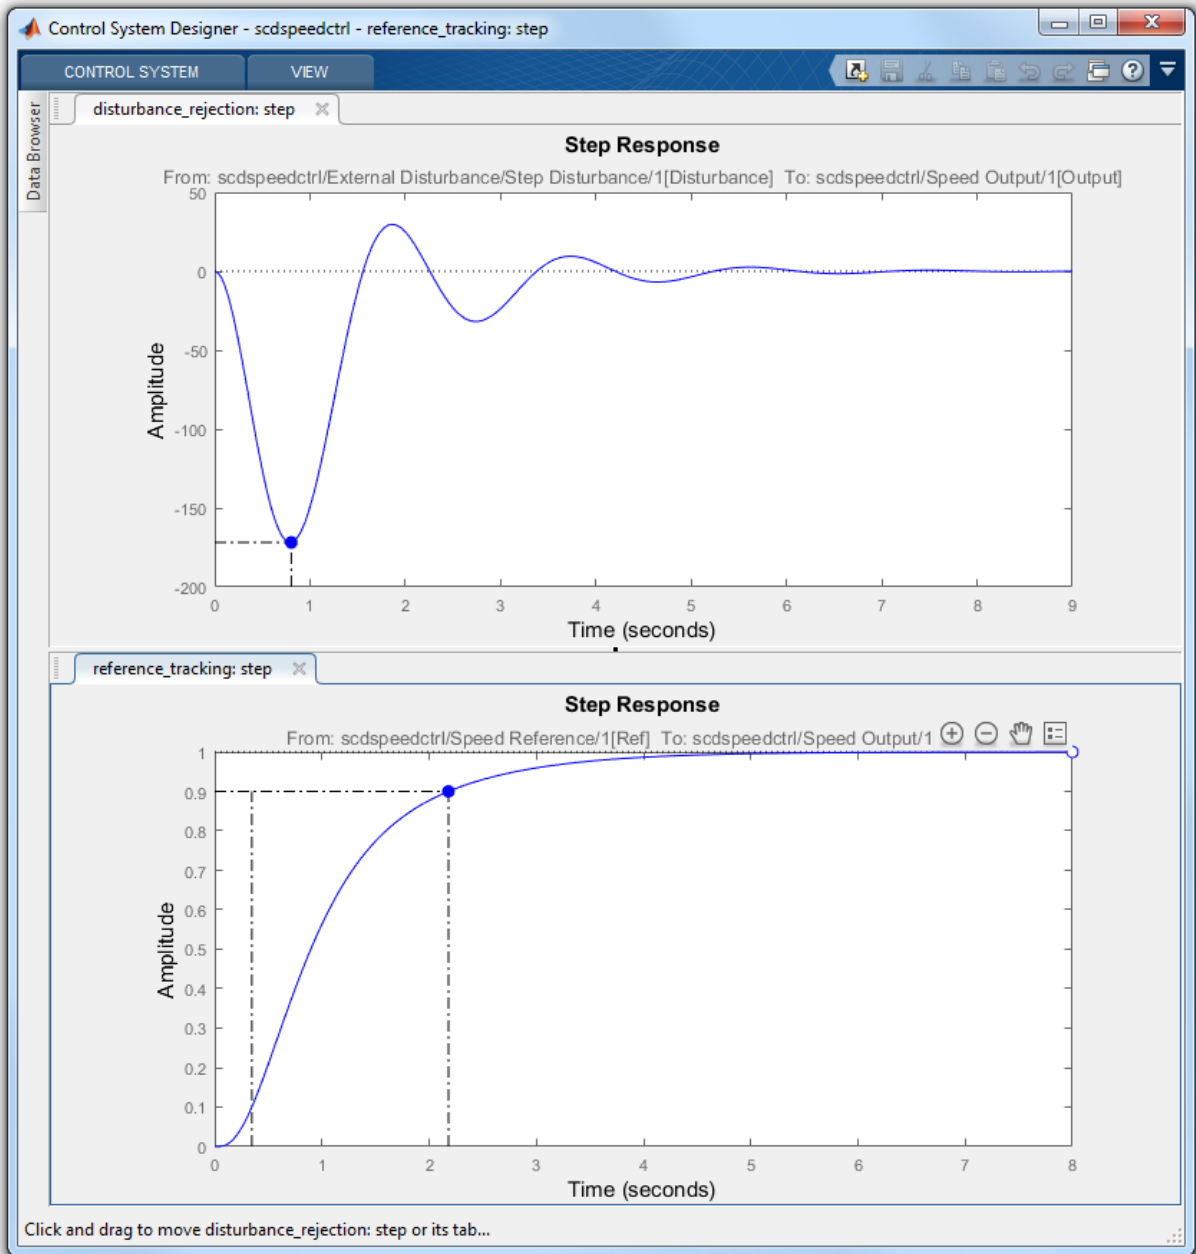 Control System Designer - scdspeedctrl - reference_tracking: step
CONTROL SYSTEM
VIEW
Data Browser
disturbance_rejection: step
Step Response
From: scdspeedctrl/External Disturbance/Step Disturbance/1[Disturbance] To: scdspeedctrl/Speed Output/1[Output]
50
0
-50
-100
-150
-200
Amplitude
0 1 2 3 4 5 6 7 8 9
Time (seconds)
reference_tracking: step
Step Response
From: scdspeedctrl/Speed Reference/1[Ref] To: scdspeedctrl/Speed Output/1
1
0.9
0.8
0.7
0.6
0.5
0.4
0.3
0.2
0.1
0
Amplitude
0 1 2 3 4 5 6 7 8
Time (seconds)
Click and drag to move disturbance_rejection: step or its tab...